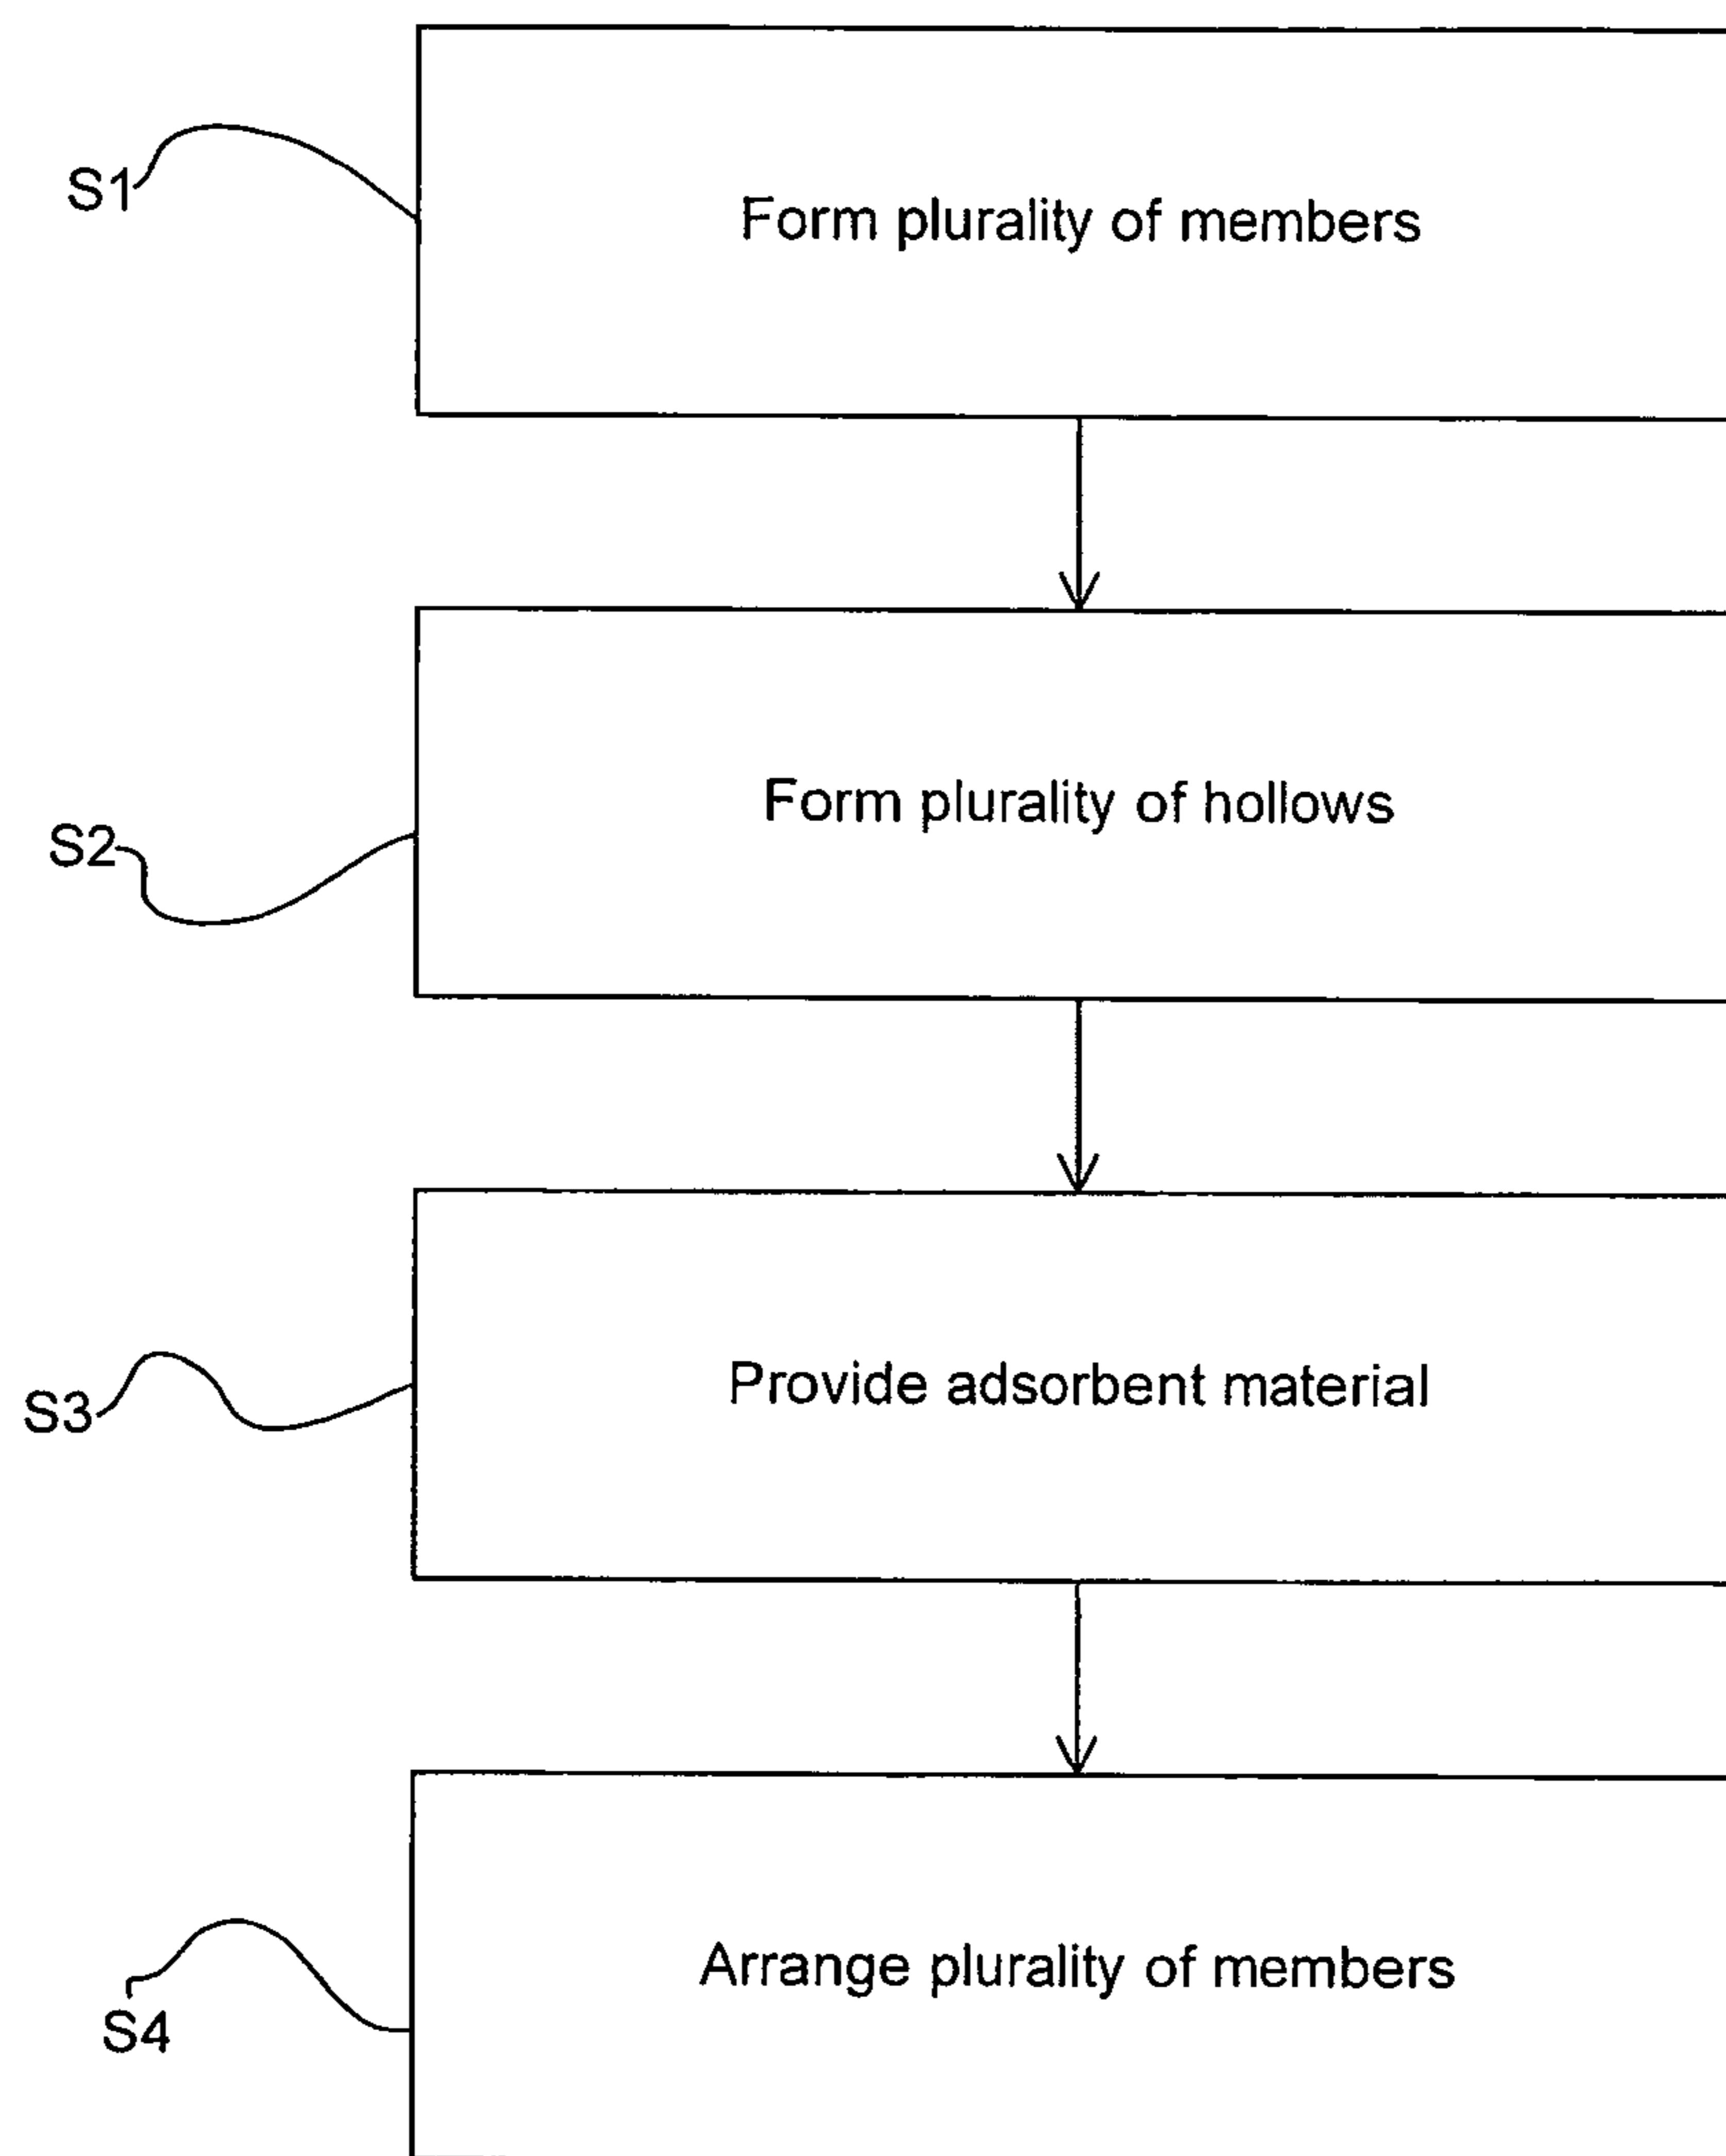 S1
Form plurality of members
Form plurality of hollows
S2
Provide adsorbent material
S3
Arrange plurality of members
S4